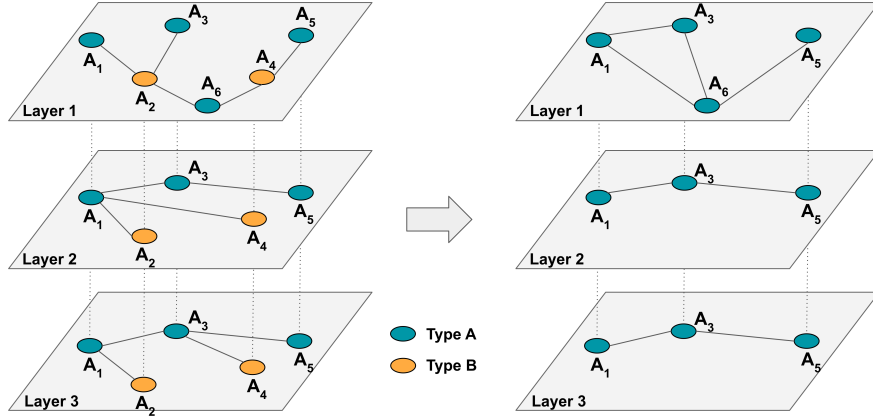 A₃
A₅
A₁
A₄
A₂
A₆
Layer 1
A₃
A₁
A₅
A₂
A₄
Layer 2
A₃
A₁
A₅
A₂
A₄
Layer 3
Type A
Type B
A₃
A₁
A₅
A₆
Layer 1
A₃
A₁
A₅
Layer 2
A₃
A₁
A₅
Layer 3